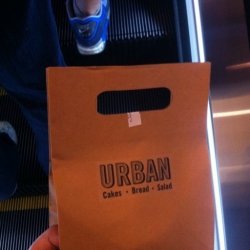 URBAN
Cakes • Bread • Salad